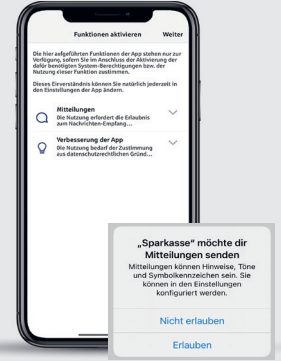 Funktionen aktivieren Weiter
Die hier aufgeführten Funktionen der App stehen nur zur
Verfügung, sofern Sie im Anschluss der Aktivierung der
dafür benötigten System-Berechtigungen bzw. der
Nutzung dieser Funktion zustimmen.
Dieses Einverständnis können Sie natürlich jederzeit in
den Einstellungen der App ändern.
Mitteilungen
Die Nutzung erfordert die Erlaubnis
zum Nachrichten-Empfang...
Verbesserung der App
Die Nutzung bedarf der Zustimmung
aus datenschutzrechtlichen Gründ...
„Sparkasse“ möchte dir
Mitteilungen senden
Mitteilungen können Hinweise, Töne
und Symbolkennzeichen sein. Sie
können in den Einstellungen
konfiguriert werden.
Nicht erlauben
Erlauben